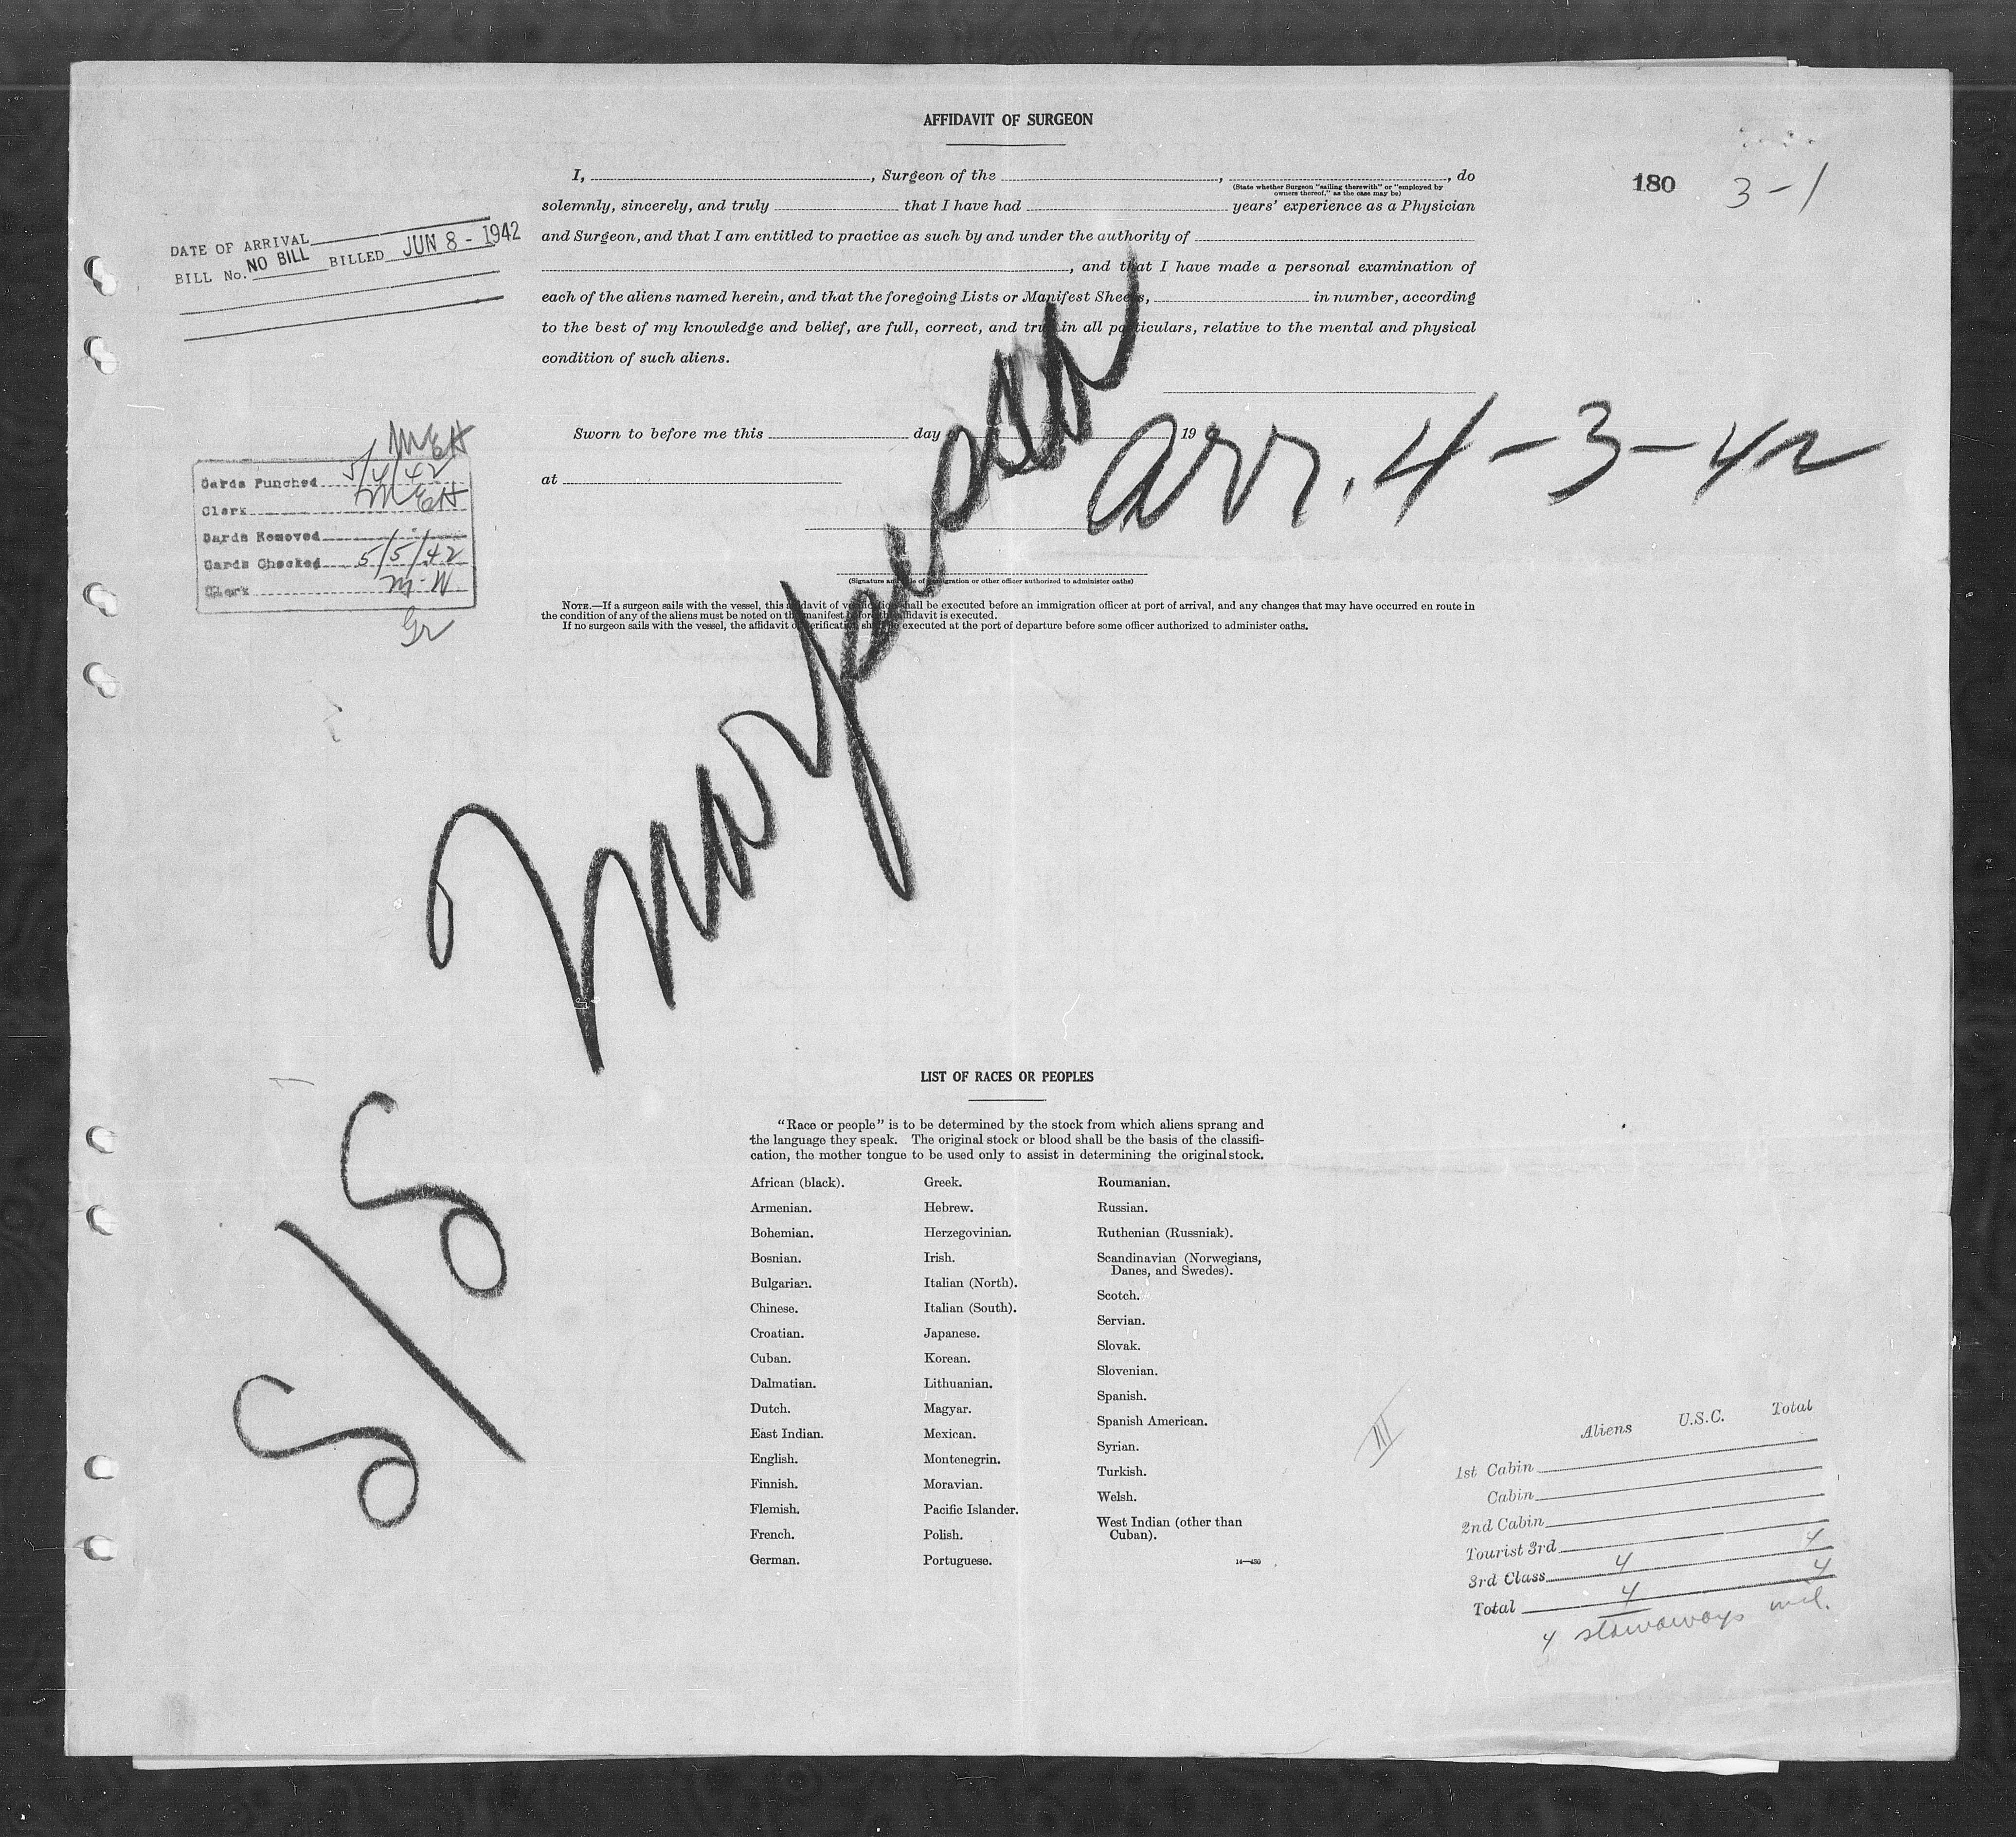 AFFIDAVIT OF SURGEON
180 3-1
I, , Surgeon of the , , do
(State whether Surgeon "sailing therewith" or "employed by
owners thereof," as the case may be)
solemnly, sincerely, and truly that I have had years' experience as a Physician
and Surgeon, and that I am entitled to practice as such by and under the authority of
, and that I have made a personal examination of
each of the aliens named herein, and that the foregoing Lists or Manifest Sheets, in number, according
to the best of my knowledge and belief, are full, correct, and true in all particulars, relative to the mental and physical
condition of such aliens.
DATE OF ARRIVAL
BILL No. NO BILL BILLED JUN 8 - 1942
Sworn to before me this day 19
at
arr. 4-3-42
MEH
Cards Punched 5/4/42
Clerk MEH
Cards Removed
Cards Checked 5/5/42
Clerk M-W
Gr
(Signature and title of immigration or other officer authorized to administer oaths)
NOTE.—If a surgeon sails with the vessel, this affidavit of verification shall be executed before an immigration officer at port of arrival, and any changes that may have occurred en route in
the condition of any of the aliens must be noted on the manifest before the affidavit is executed.
If no surgeon sails with the vessel, the affidavit of verification shall be executed at the port of departure before some officer authorized to administer oaths.
S/S
LIST OF RACES OR PEOPLES
"Race or people" is to be determined by the stock from which aliens sprang and
the language they speak. The original stock or blood shall be the basis of the classifi-
cation, the mother tongue to be used only to assist in determining the original stock.
African (black).
Armenian.
Bohemian.
Bosnian.
Bulgarian.
Chinese.
Croatian.
Cuban.
Dalmatian.
Dutch.
East Indian.
English.
Finnish.
Flemish.
French.
German.
Greek.
Hebrew.
Herzegovinian.
Irish.
Italian (North).
Italian (South).
Japanese.
Korean.
Lithuanian.
Magyar.
Mexican.
Montenegrin.
Moravian.
Pacific Islander.
Polish.
Portuguese.
Roumanian.
Russian.
Ruthenian (Russniak).
Scandinavian (Norwegians,
Danes, and Swedes).
Scotch.
Servian.
Slovak.
Slovenian.
Spanish.
Spanish American.
Syrian.
Turkish.
Welsh.
West Indian (other than
Cuban).
III
Aliens U.S.C. Total
1st Cabin
Cabin
2nd Cabin
Tourist 3rd
3rd Class 4 4
Total 4 4
4 stowaways incl.